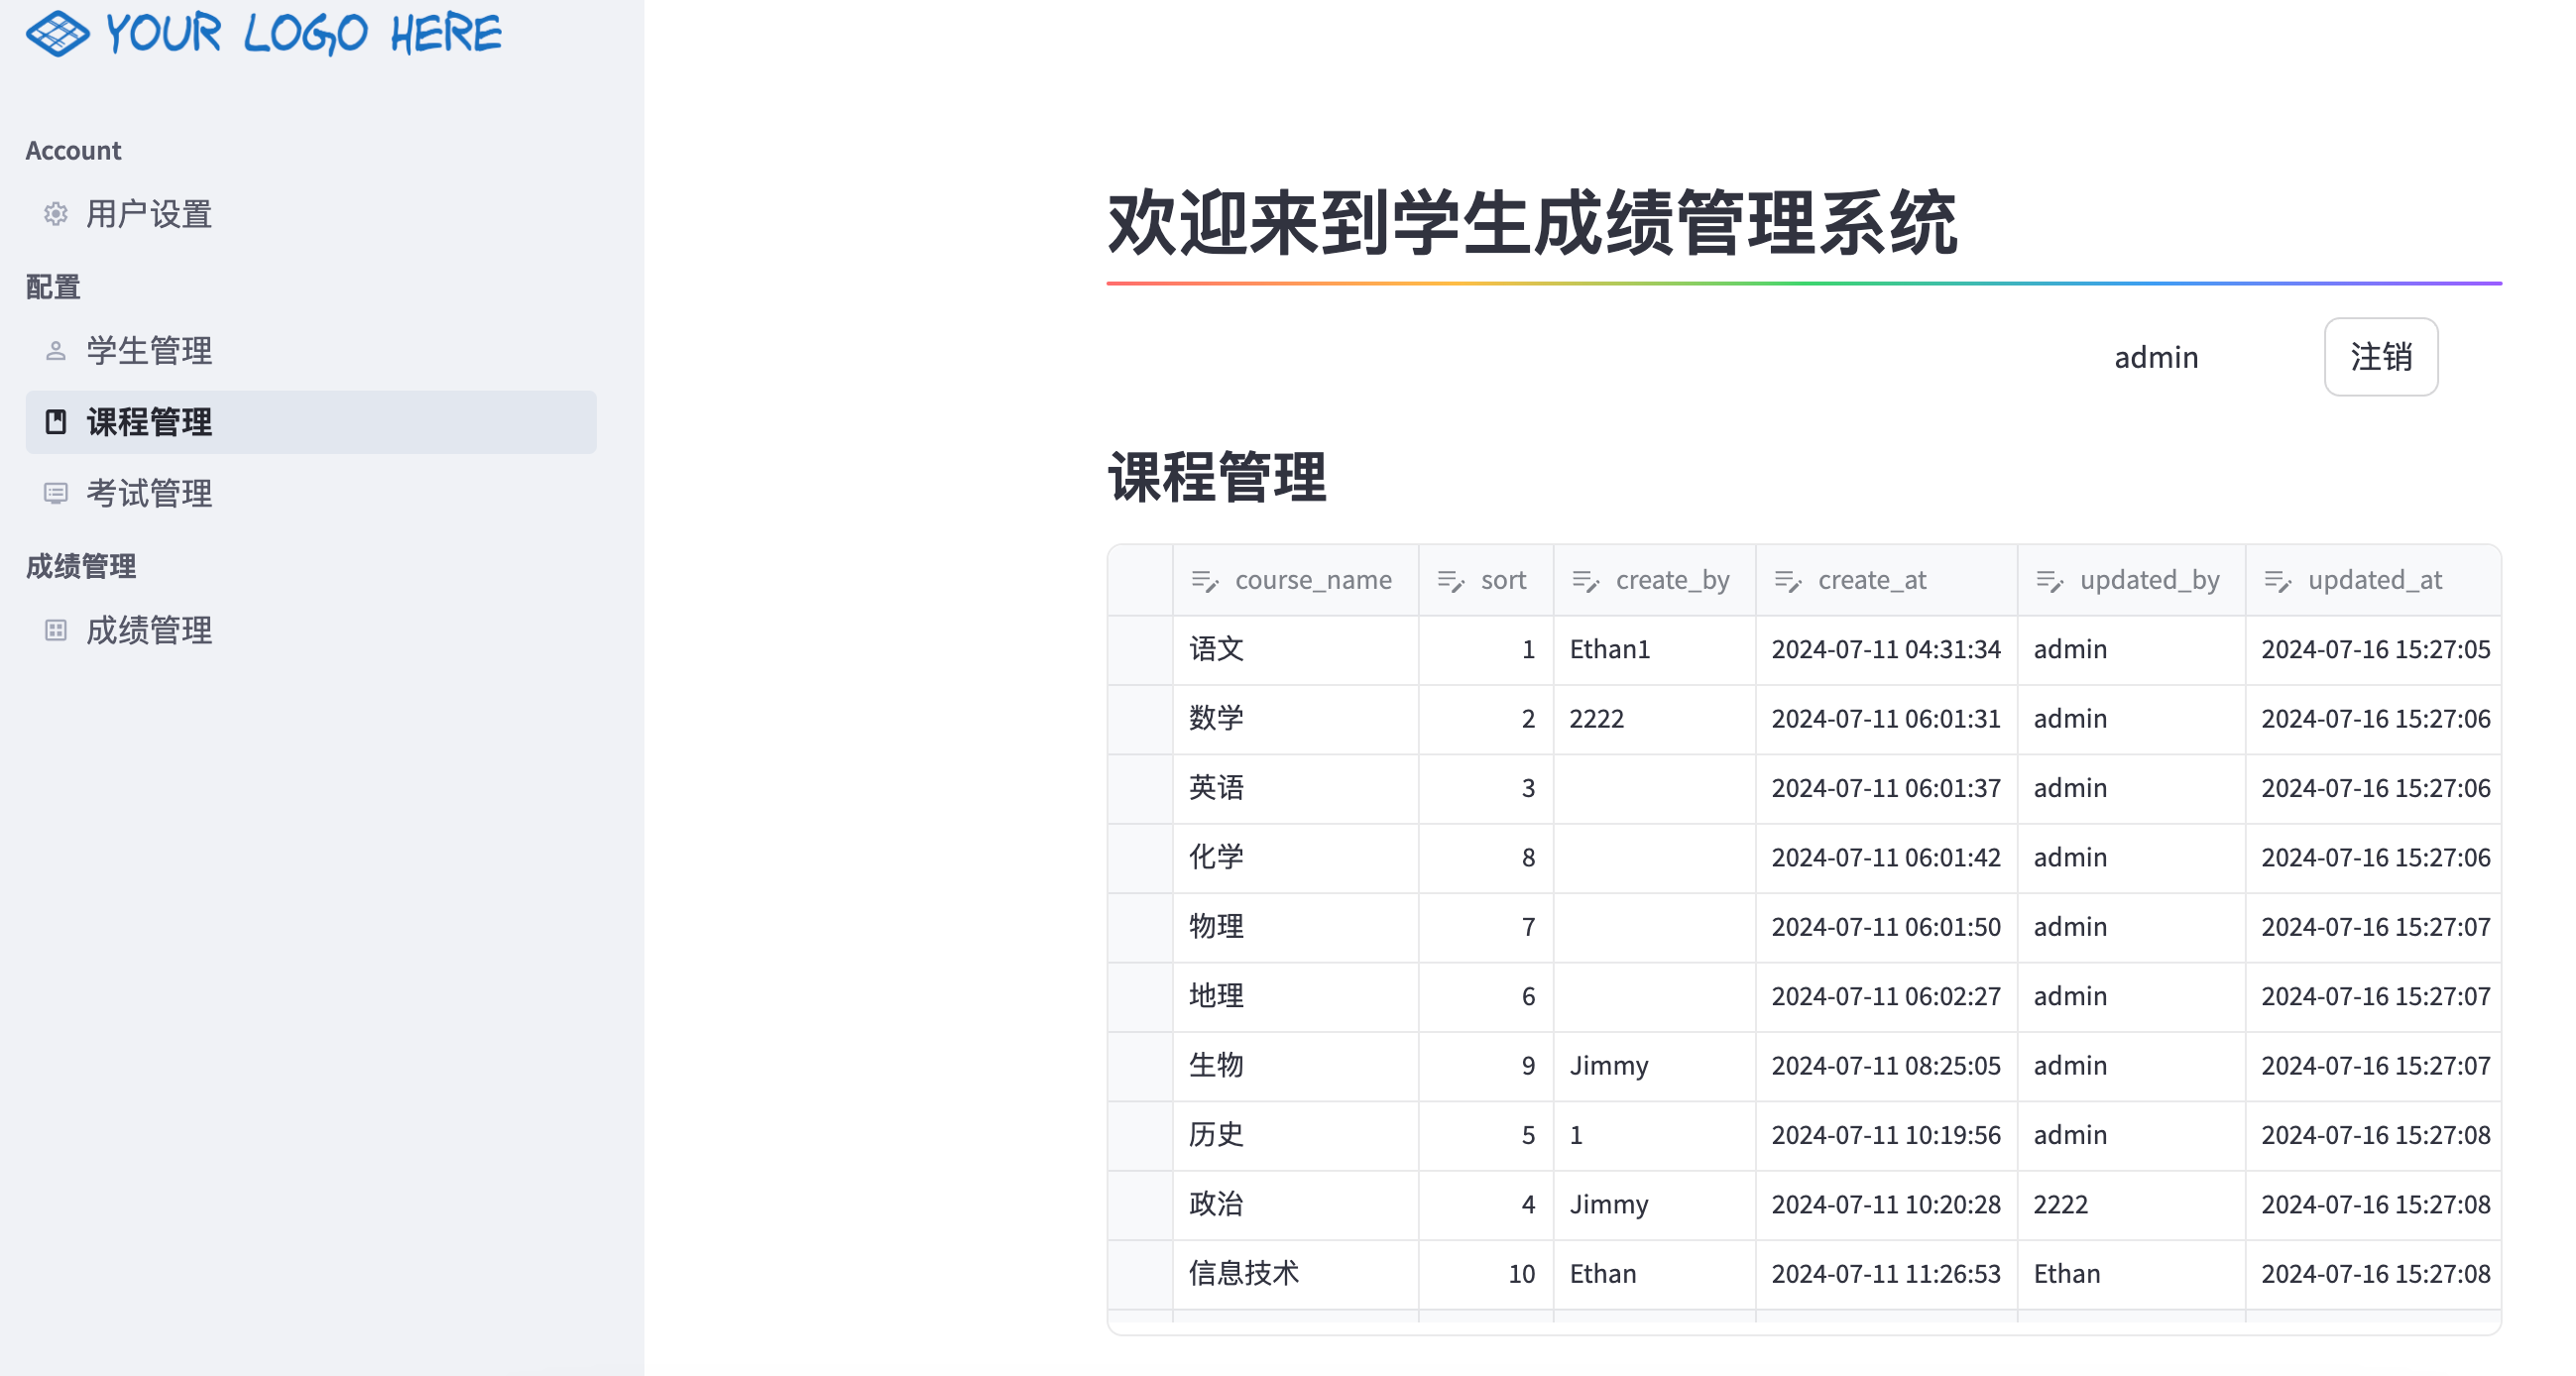 YOUR LOGO HERE
Account
用户设置
配置
学生管理
课程管理
考试管理
成绩管理
成绩管理
欢迎来到学生成绩管理系统
admin 注销
课程管理
course_name sort create_by create_at updated_by updated_at
语文 1 Ethan1 2024-07-11 04:31:34 admin 2024-07-16 15:27:05
数学 2 2222 2024-07-11 06:01:31 admin 2024-07-16 15:27:06
英语 3 2024-07-11 06:01:37 admin 2024-07-16 15:27:06
化学 8 2024-07-11 06:01:42 admin 2024-07-16 15:27:06
物理 7 2024-07-11 06:01:50 admin 2024-07-16 15:27:07
地理 6 2024-07-11 06:02:27 admin 2024-07-16 15:27:07
生物 9 Jimmy 2024-07-11 08:25:05 admin 2024-07-16 15:27:07
历史 5 1 2024-07-11 10:19:56 admin 2024-07-16 15:27:08
政治 4 Jimmy 2024-07-11 10:20:28 2222 2024-07-16 15:27:08
信息技术 10 Ethan 2024-07-11 11:26:53 Ethan 2024-07-16 15:27:08